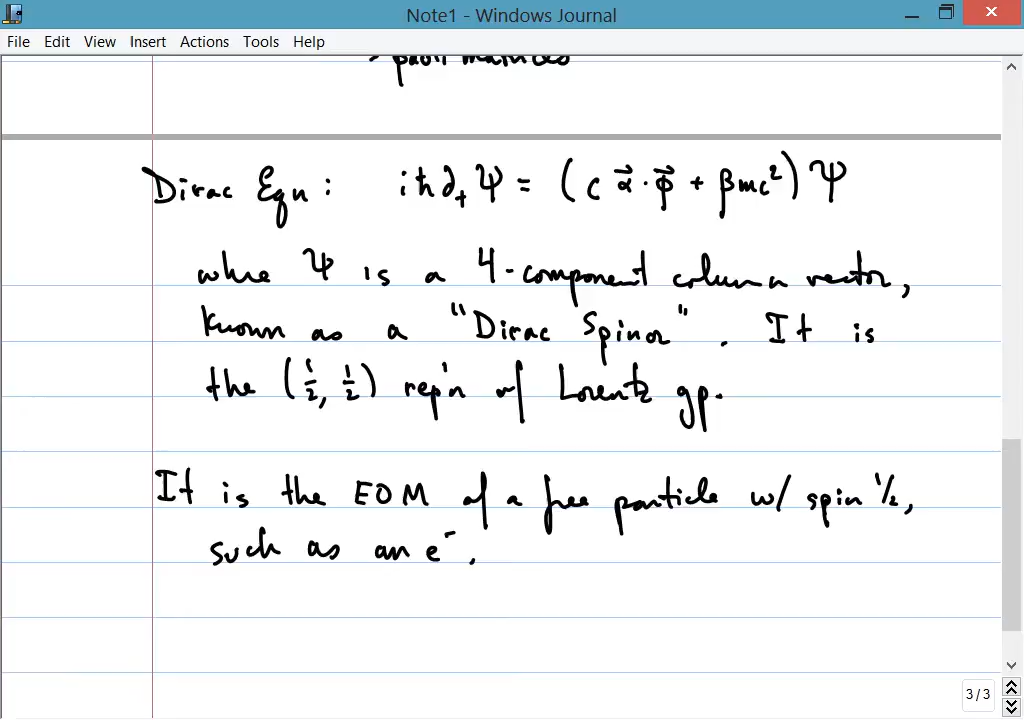 Note1 - Windows Journal
File Edit View Insert Actions Tools Help
- pauli matrices
Dirac Eqn : iħ∂ₜ Ψ = (c α⃗ · p⃗ + βmc²) Ψ
where Ψ is a 4-component column vector,
known as a "Dirac Spinor". It is
the (½, ½) rep'n of Lorentz gp.
It is the EOM of a free particle w/ spin ½,
such as an e⁻.
3 / 3